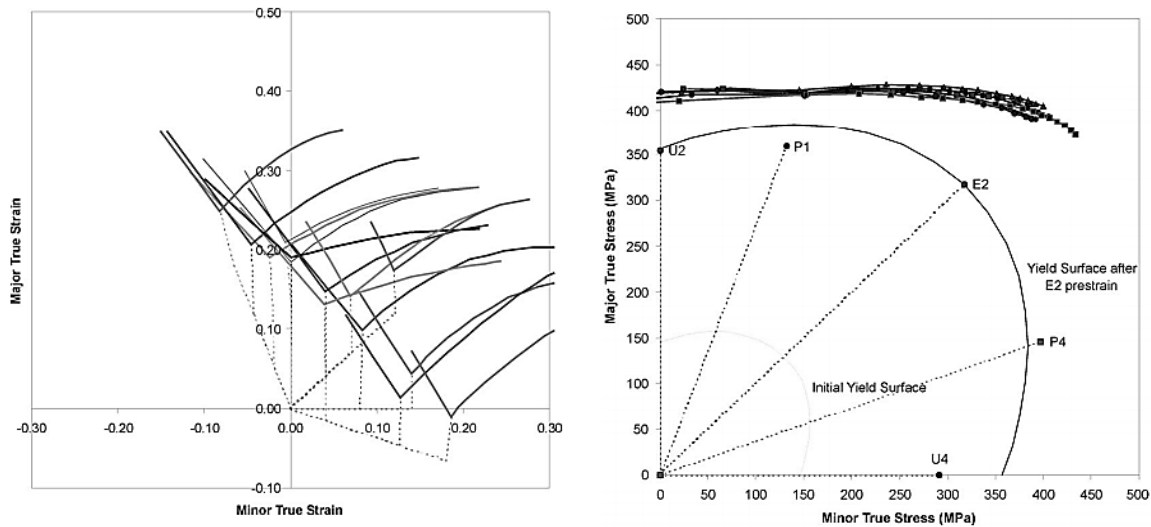 0.50
0.40
0.30
0.20
0.10
0.00
-0.10
-0.30
-0.20
-0.10
0.00
0.10
0.20
0.30
Major True Strain
Minor True Strain
450
400
350
300
250
200
150
100
50
0
0
50
100
150
200
250
300
350
400
450
500
Major True Stress (MPa)
Minor True Stress (MPa)
U2
P1
E2
Yield Surface after
E2 prestrain
P4
Initial Yield Surface
U4